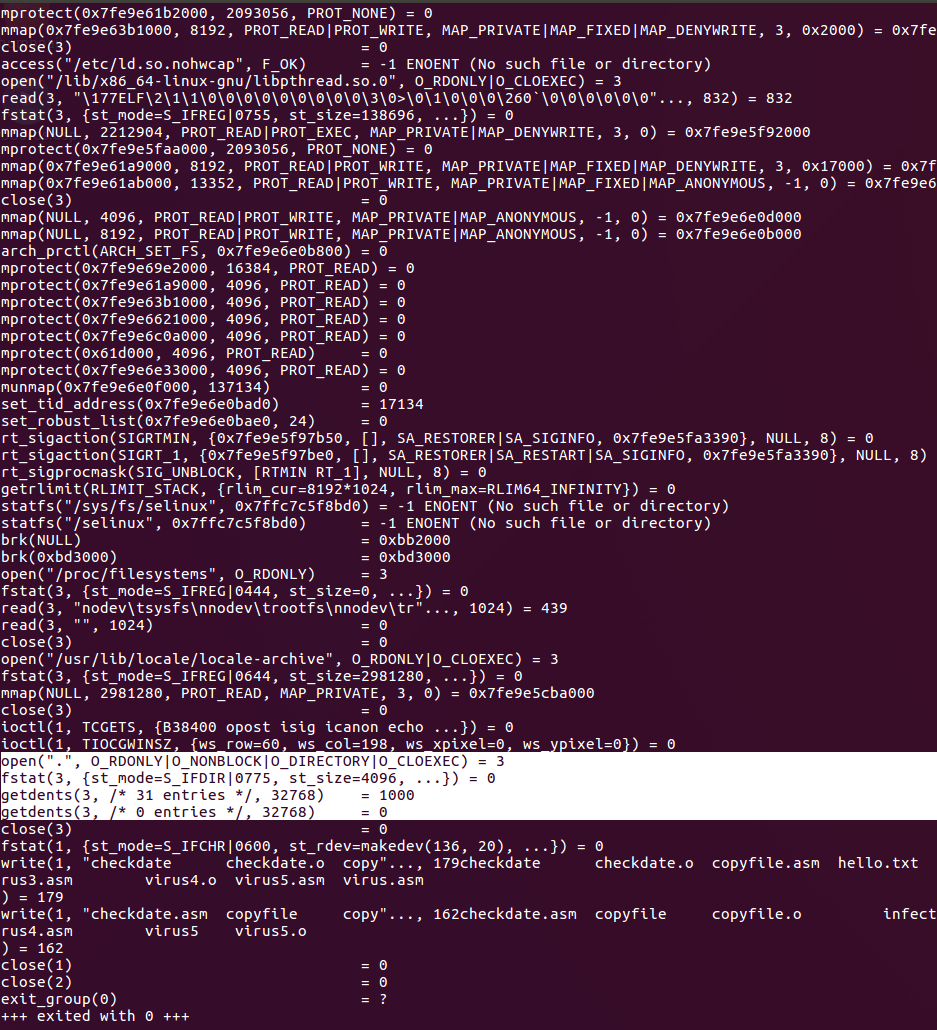 mprotect(0x7fe9e61b2000, 2093056, PROT_NONE) = 0
mmap(0x7fe9e63b1000, 8192, PROT_READ|PROT_WRITE, MAP_PRIVATE|MAP_FIXED|MAP_DENYWRITE, 3, 0x2000) = 0x7fe
close(3)                                = 0
access("/etc/ld.so.nohwcap", F_OK)      = -1 ENOENT (No such file or directory)
open("/lib/x86_64-linux-gnu/libpthread.so.0", O_RDONLY|O_CLOEXEC) = 3
read(3, "\177ELF\2\1\1\0\0\0\0\0\0\0\0\0\3\0>\0\1\0\0\0\260`\0\0\0\0\0\0"..., 832) = 832
fstat(3, {st_mode=S_IFREG|0755, st_size=138696, ...}) = 0
mmap(NULL, 2212904, PROT_READ|PROT_EXEC, MAP_PRIVATE|MAP_DENYWRITE, 3, 0) = 0x7fe9e5f92000
mprotect(0x7fe9e5faa000, 2093056, PROT_NONE) = 0
mmap(0x7fe9e61a9000, 8192, PROT_READ|PROT_WRITE, MAP_PRIVATE|MAP_FIXED|MAP_DENYWRITE, 3, 0x17000) = 0x7f
mmap(0x7fe9e61ab000, 13352, PROT_READ|PROT_WRITE, MAP_PRIVATE|MAP_FIXED|MAP_ANONYMOUS, -1, 0) = 0x7fe9e6
close(3)                                = 0
mmap(NULL, 4096, PROT_READ|PROT_WRITE, MAP_PRIVATE|MAP_ANONYMOUS, -1, 0) = 0x7fe9e6e0d000
mmap(NULL, 8192, PROT_READ|PROT_WRITE, MAP_PRIVATE|MAP_ANONYMOUS, -1, 0) = 0x7fe9e6e0b000
arch_prctl(ARCH_SET_FS, 0x7fe9e6e0b800) = 0
mprotect(0x7fe9e69e2000, 16384, PROT_READ) = 0
mprotect(0x7fe9e61a9000, 4096, PROT_READ) = 0
mprotect(0x7fe9e63b1000, 4096, PROT_READ) = 0
mprotect(0x7fe9e6621000, 4096, PROT_READ) = 0
mprotect(0x7fe9e6c0a000, 4096, PROT_READ) = 0
mprotect(0x61d000, 4096, PROT_READ)     = 0
mprotect(0x7fe9e6e33000, 4096, PROT_READ) = 0
munmap(0x7fe9e6e0f000, 137134)          = 0
set_tid_address(0x7fe9e6e0bad0)         = 17134
set_robust_list(0x7fe9e6e0bae0, 24)     = 0
rt_sigaction(SIGRTMIN, {0x7fe9e5f97b50, [], SA_RESTORER|SA_SIGINFO, 0x7fe9e5fa3390}, NULL, 8) = 0
rt_sigaction(SIGRT_1, {0x7fe9e5f97be0, [], SA_RESTORER|SA_RESTART|SA_SIGINFO, 0x7fe9e5fa3390}, NULL, 8)
rt_sigprocmask(SIG_UNBLOCK, [RTMIN RT_1], NULL, 8) = 0
getrlimit(RLIMIT_STACK, {rlim_cur=8192*1024, rlim_max=RLIM64_INFINITY}) = 0
statfs("/sys/fs/selinux", 0x7ffc7c5f8bd0) = -1 ENOENT (No such file or directory)
statfs("/selinux", 0x7ffc7c5f8bd0)      = -1 ENOENT (No such file or directory)
brk(NULL)                               = 0xbb2000
brk(0xbd3000)                           = 0xbd3000
open("/proc/filesystems", O_RDONLY)     = 3
fstat(3, {st_mode=S_IFREG|0444, st_size=0, ...}) = 0
read(3, "nodev\tsysfs\nnodev\trootfs\nnodev\tr"..., 1024) = 439
read(3, "", 1024)                       = 0
close(3)                                = 0
open("/usr/lib/locale/locale-archive", O_RDONLY|O_CLOEXEC) = 3
fstat(3, {st_mode=S_IFREG|0644, st_size=2981280, ...}) = 0
mmap(NULL, 2981280, PROT_READ, MAP_PRIVATE, 3, 0) = 0x7fe9e5cba000
close(3)                                = 0
ioctl(1, TCGETS, {B38400 opost isig icanon echo ...}) = 0
ioctl(1, TIOCGWINSZ, {ws_row=60, ws_col=198, ws_xpixel=0, ws_ypixel=0}) = 0
open(".", O_RDONLY|O_NONBLOCK|O_DIRECTORY|O_CLOEXEC) = 3
fstat(3, {st_mode=S_IFDIR|0775, st_size=4096, ...}) = 0
getdents(3, /* 31 entries */, 32768)    = 1000
getdents(3, /* 0 entries */, 32768)     = 0
close(3)                                = 0
fstat(1, {st_mode=S_IFCHR|0600, st_rdev=makedev(136, 20), ...}) = 0
write(1, "checkdate      checkdate.o  copy"..., 179checkdate      checkdate.o  copyfile.asm  hello.txt
rus3.asm        virus4.o  virus5.asm  virus.asm
) = 179
write(1, "checkdate.asm  copyfile     copy"..., 162checkdate.asm  copyfile     copyfile.o         infect
rus4.asm        virus5    virus5.o
) = 162
close(1)                                = 0
close(2)                                = 0
exit_group(0)                           = ?
+++ exited with 0 +++